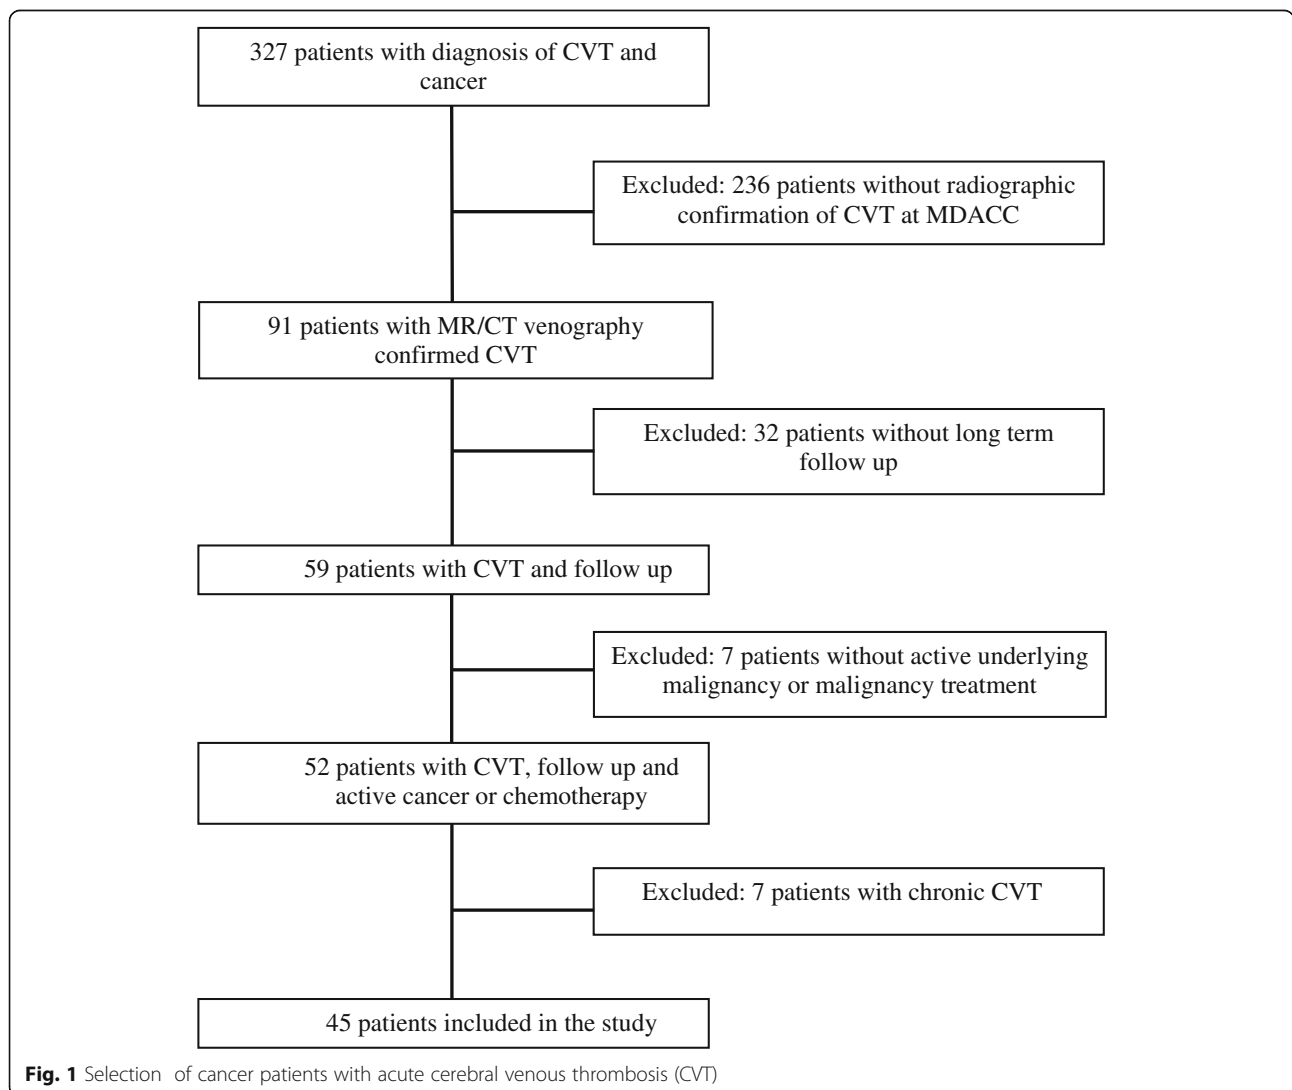 327 patients with diagnosis of CVT and
cancer
Excluded: 236 patients without radiographic
confirmation of CVT at MDACC
91 patients with MR/CT venography
confirmed CVT
Excluded: 32 patients without long term
follow up
59 patients with CVT and follow up
Excluded: 7 patients without active underlying
malignancy or malignancy treatment
52 patients with CVT, follow up and
active cancer or chemotherapy
Excluded: 7 patients with chronic CVT
45 patients included in the study
Fig. 1 Selection of cancer patients with acute cerebral venous thrombosis (CVT)